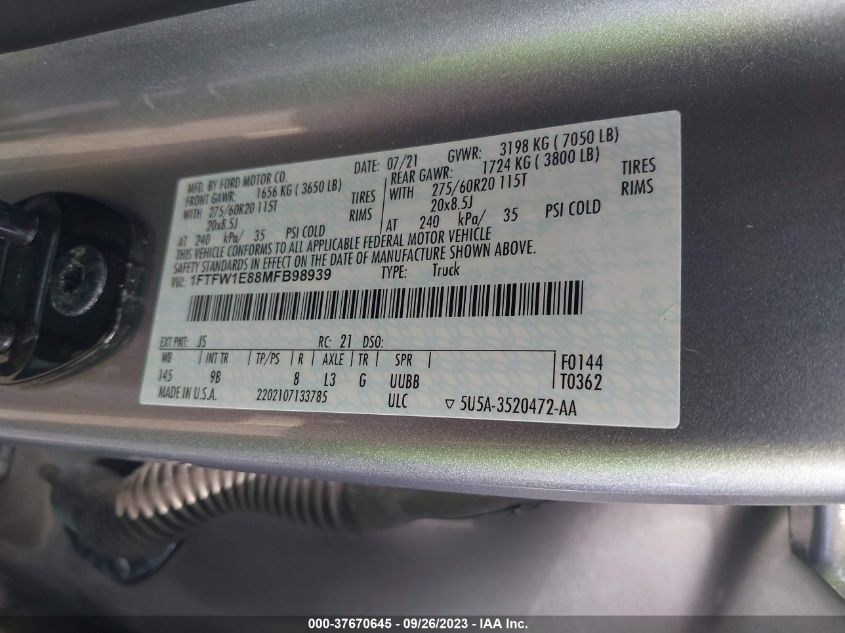 MFD. BY FORD MOTOR CO.
DATE: 07/21 GVWR: 3198 KG ( 7050 LB)
FRONT GAWR: 1656 KG ( 3650 LB)
REAR GAWR: 1724 KG ( 3800 LB)
WITH 275/60R20 115T TIRES
WITH 275/60R20 115T TIRES
20x8.5J RIMS
20x8.5J RIMS
AT 240 kPa/ 35 PSI COLD
AT 240 kPa/ 35 PSI COLD
THIS VEHICLE CONFORMS TO ALL APPLICABLE FEDERAL MOTOR VEHICLE
SAFETY STANDARDS IN EFFECT ON THE DATE OF MANUFACTURE SHOWN ABOVE.
VIN: 1FTFW1E88MFB98939 TYPE: Truck
EXT PNT: JS RC: 21 DSO:
WB INT TR TP/PS R AXLE TR SPR F0144
145 9B 8 L3 G UUBB T0362
MADE IN U.S.A. 2202107133785 ULC ▽ 5U5A-3520472-AA
000-37670645 - 09/26/2023 - IAA Inc.